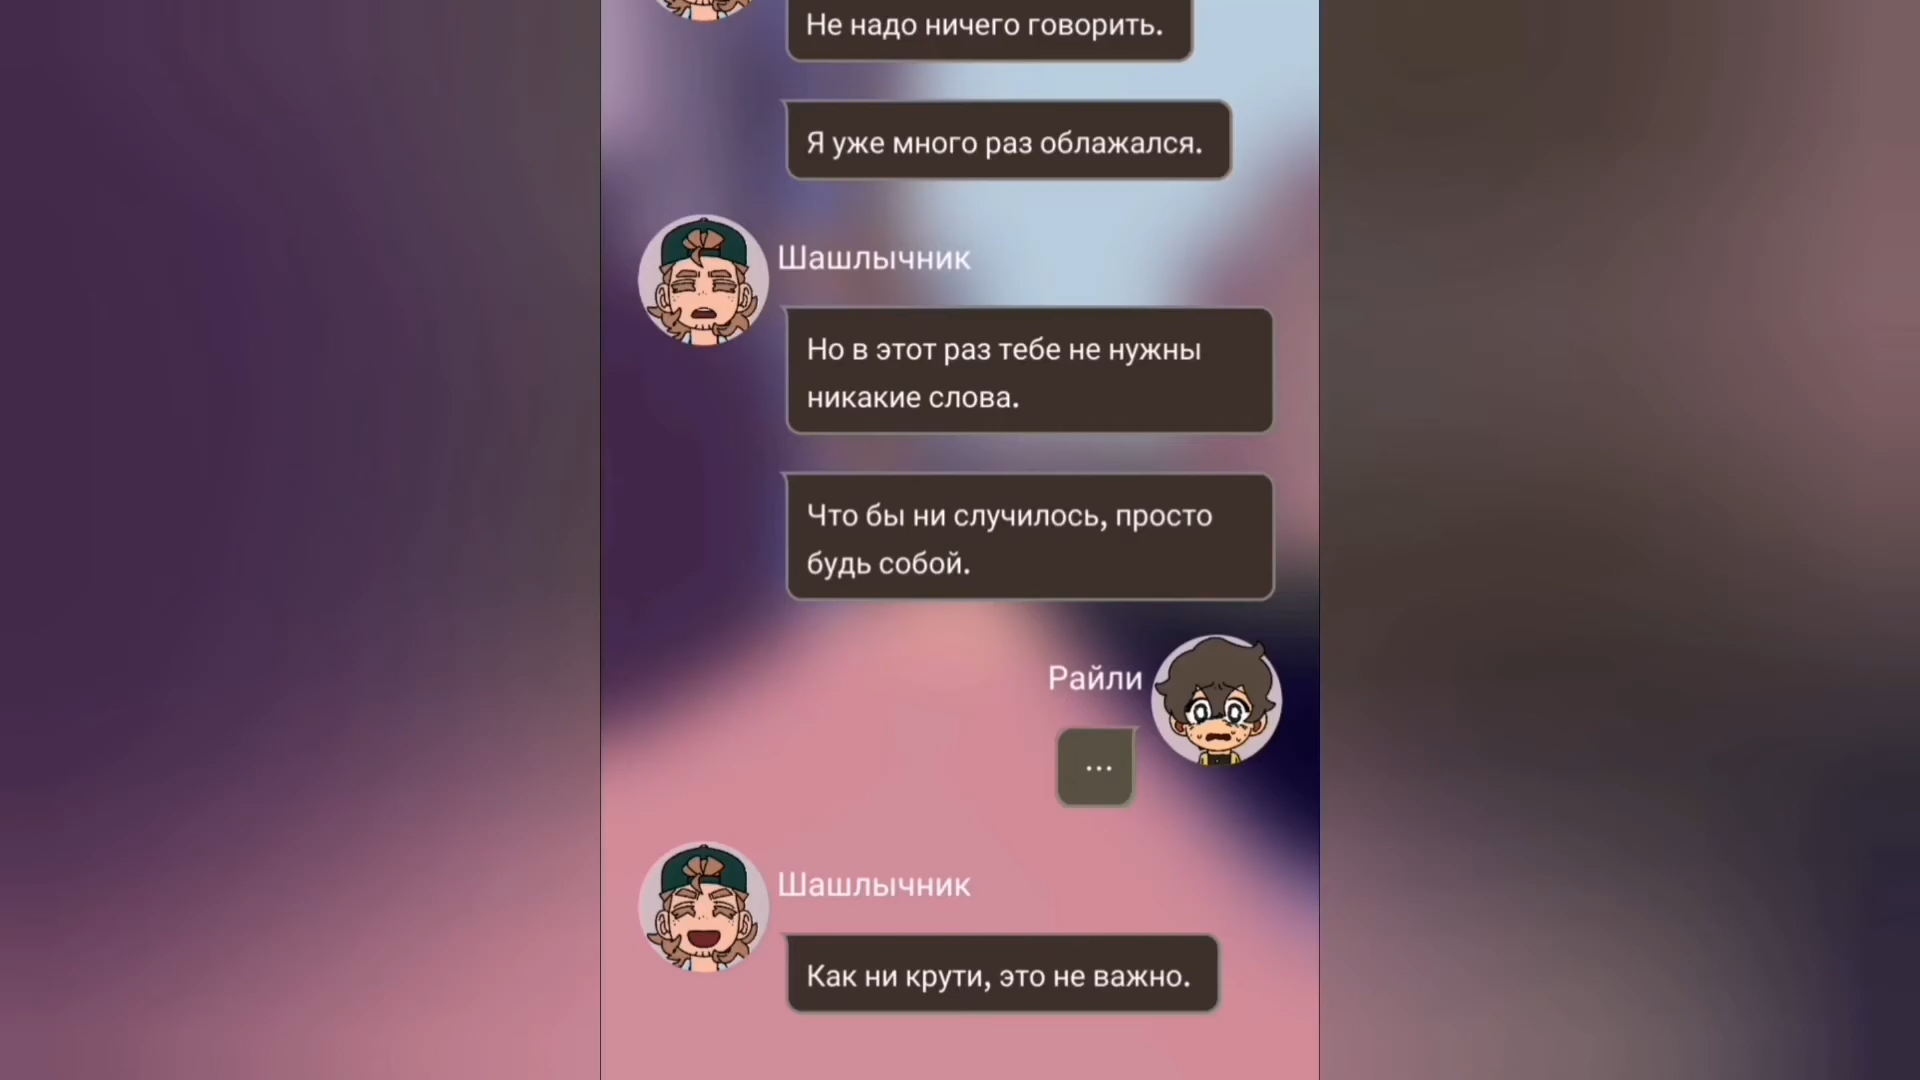 Не надо ничего говорить.
Я уже много раз облажался.
Шашлычник
Но в этот раз тебе не нужны
никакие слова.
Что бы ни случилось, просто
будь собой.
Райли
...
Шашлычник
Как ни крути, это не важно.